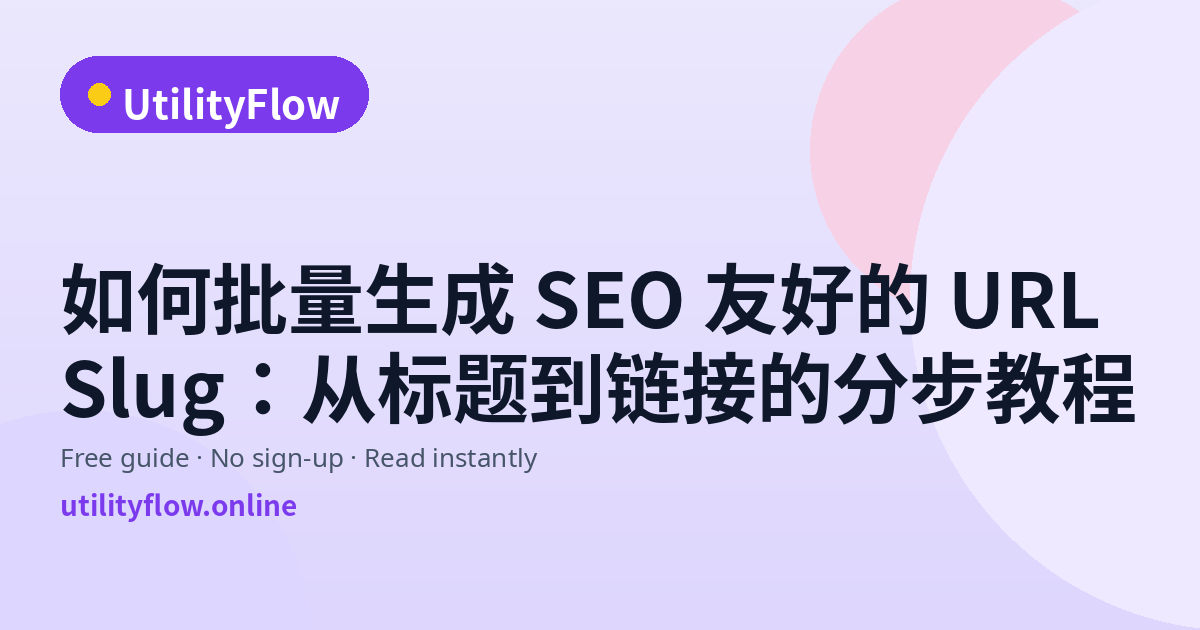 UtilityFlow
如何批量生成 SEO 友好的 URL
Slug：从标题到链接的分步教程
Free guide · No sign-up · Read instantly
utilityflow.online